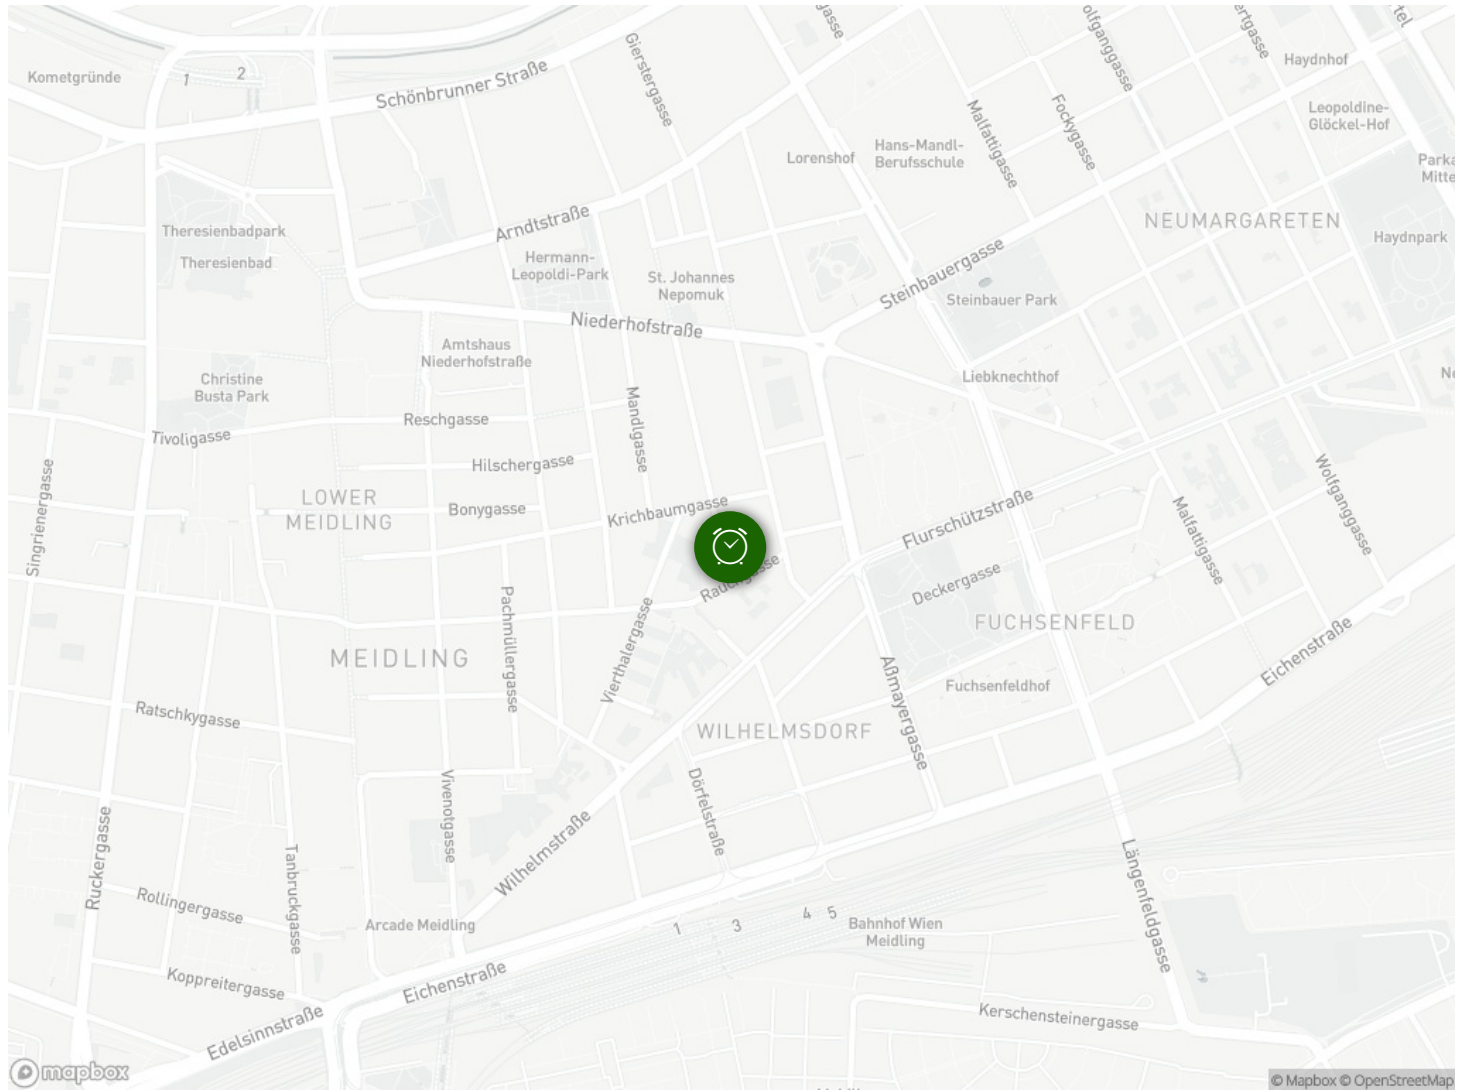 Kometgründe
1
2
Schönbrunner Straße
Gierstergasse
Malfattigasse
Fockygasse
Haydnhof
Leopoldine-
Glöckel-Hof
Hans-Mandl-
Berufsschule
Lorenshof
NEUMARGARETEN
Haydnpark
Theresienbadpark
Theresienbad
Arndtstraße
Hermann-
Leopoldi-Park
St. Johannes
Nepomuk
Steinbauergasse
Steinbauer Park
Niederhofstraße
Amtshaus
Niederhofstraße
Christine
Busta Park
Liebknechthof
Reschgasse
Mandlgasse
Tivoligasse
Hilschergasse
Singrienergasse
LOWER
MEIDLING
Bonygasse
Krichbaumgasse
Flurschützstraße
Wolfganggasse
Malfattigasse
Deckergasse
FUCHSENFELD
Pachmüllergasse
Vierthalergasse
MEIDLING
Eichenstraße
Aßmayergasse
Fuchsenfeldhof
Ratschkygasse
WILHELMSDORF
Dörfelstraße
Vivenotgasse
Wilhelmstraße
Ruckergasse
Tanbruckgasse
Längenfeldgasse
Rollingergasse
Arcade Meidling
1
3
4
5
Bahnhof Wien
Meidling
Koppreitergasse
Eichenstraße
Kerschensteinergasse
Edelsinnstraße
mapbox
© Mapbox © OpenStreetMap